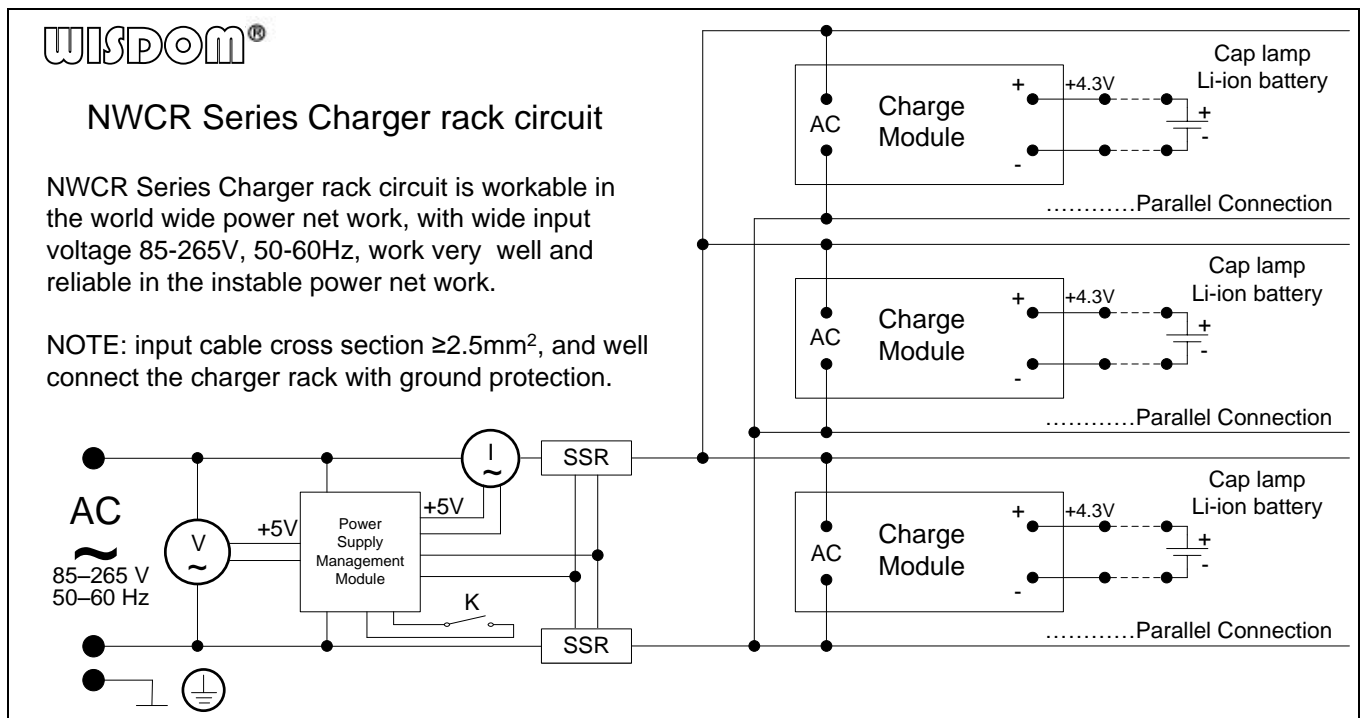 WISDOM®
NWCR Series Charger rack circuit
NWCR Series Charger rack circuit is workable in
the world wide power net work, with wide input
voltage 85-265V, 50-60Hz, work very well and
reliable in the instable power net work.
NOTE: input cable cross section ≥2.5mm², and well
connect the charger rack with ground protection.
AC
~
85–265 V
50–60 Hz
V
~
+5V
Power
Supply
Management
Module
+5V
I
~
K
SSR
SSR
AC
Charge
Module
+
-
+4.3V
Cap lamp
Li-ion battery
+
-
…………Parallel Connection
AC
Charge
Module
+
-
+4.3V
Cap lamp
Li-ion battery
+
-
…………Parallel Connection
AC
Charge
Module
+
-
+4.3V
Cap lamp
Li-ion battery
+
-
…………Parallel Connection